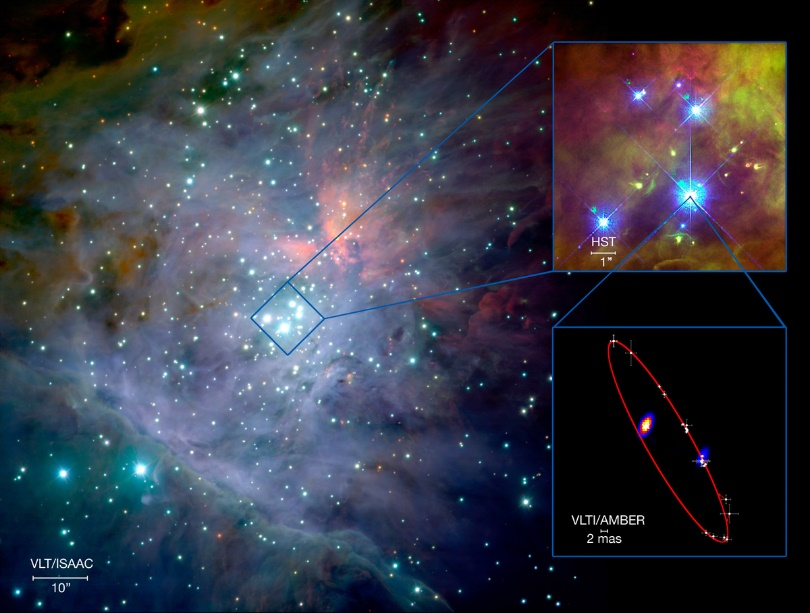 HST
1”
VLTI/AMBER
2 mas
VLT/ISAAC
10”